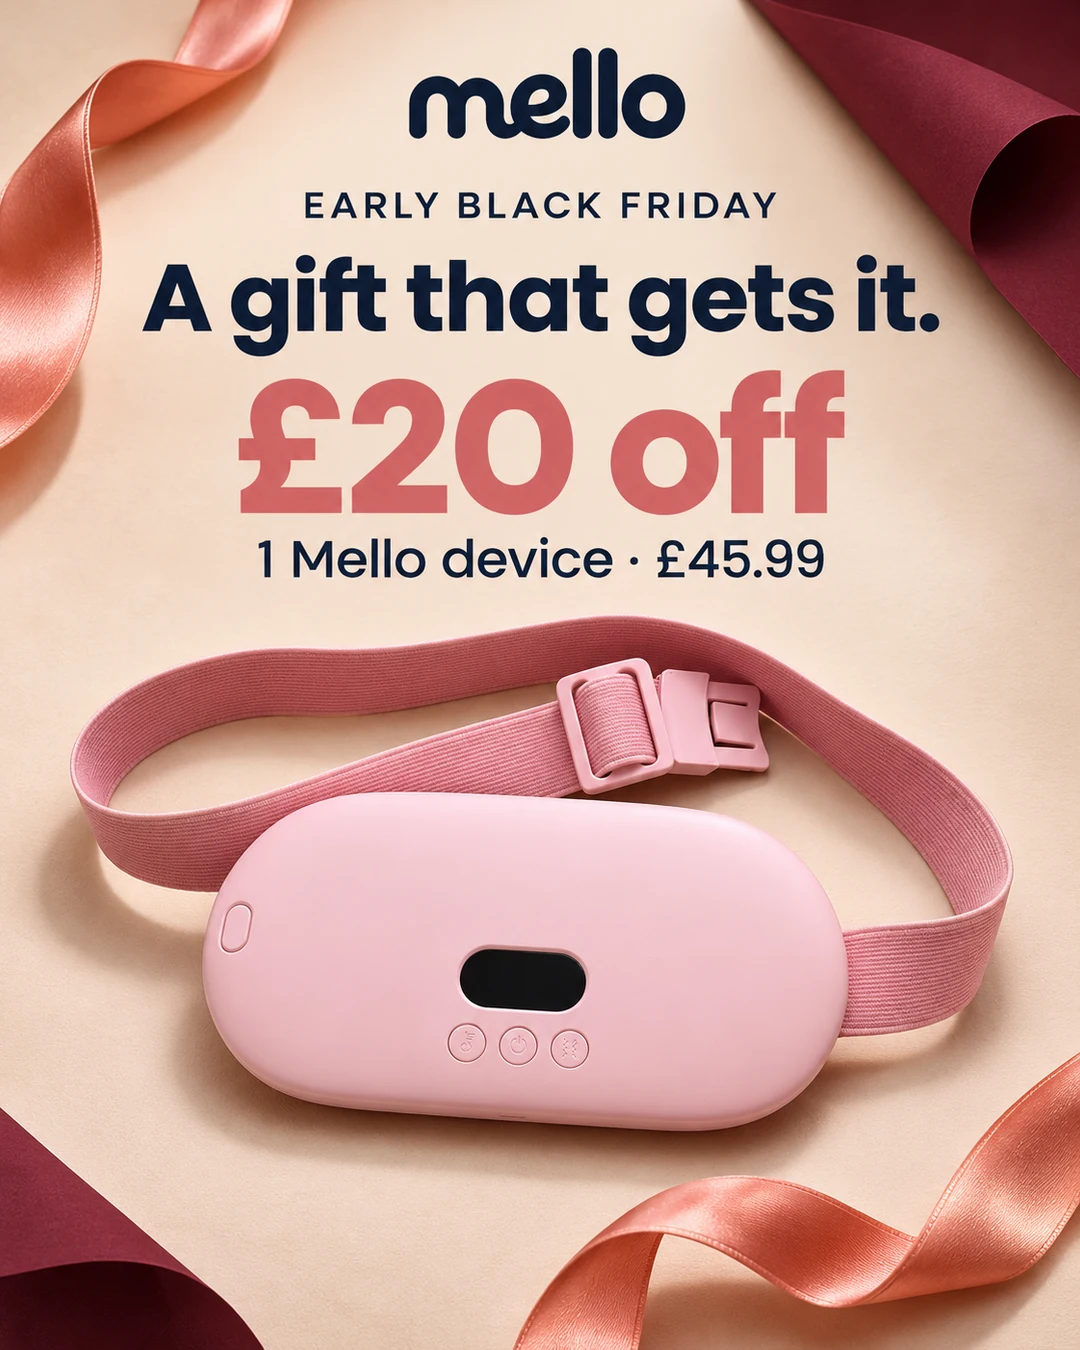 mello
EARLY BLACK FRIDAY
A gift that gets it.
£20 off
1 Mello device · £45.99